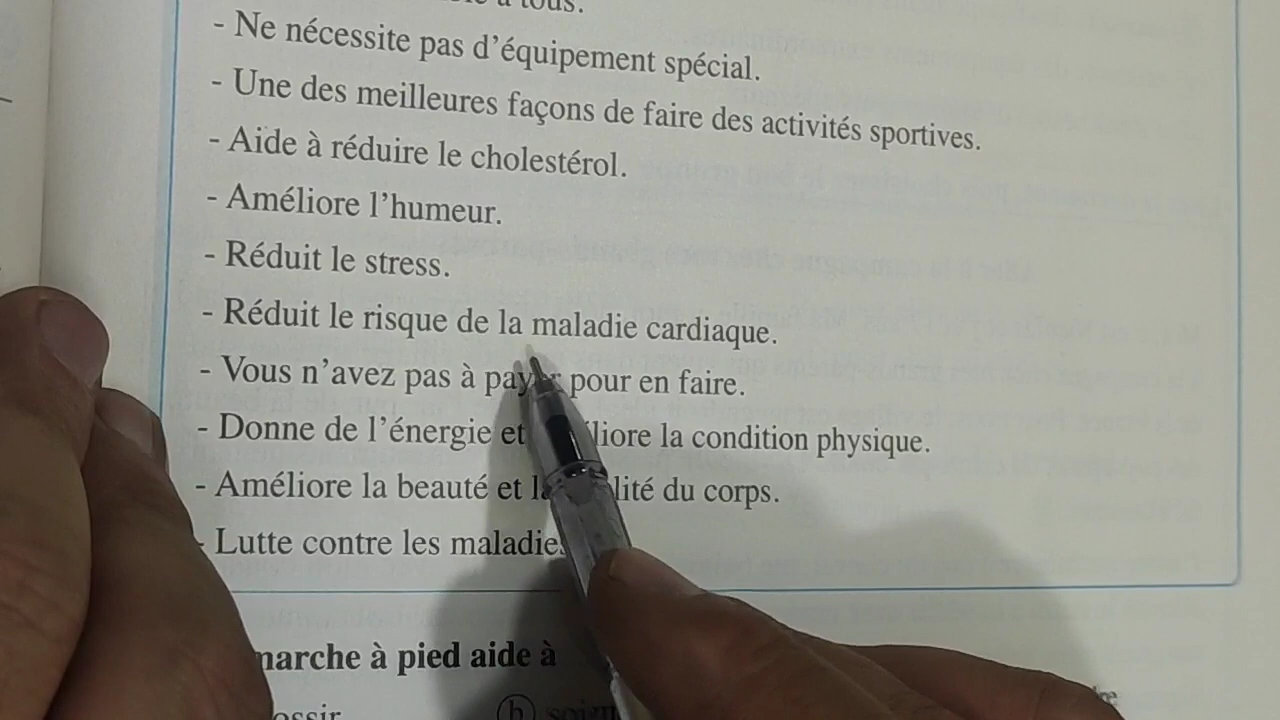 à tous.
- Ne nécessite pas d'équipement spécial.
- Une des meilleures façons de faire des activités sportives.
- Aide à réduire le cholestérol.
- Améliore l'humeur.
- Réduit le stress.
- Réduit le risque de la maladie cardiaque.
- Vous n'avez pas à payer pour en faire.
- Donne de l'énergie et améliore la condition physique.
- Améliore la beauté et la du corps.
- Lutte contre les maladies
marche à pied aide à
b